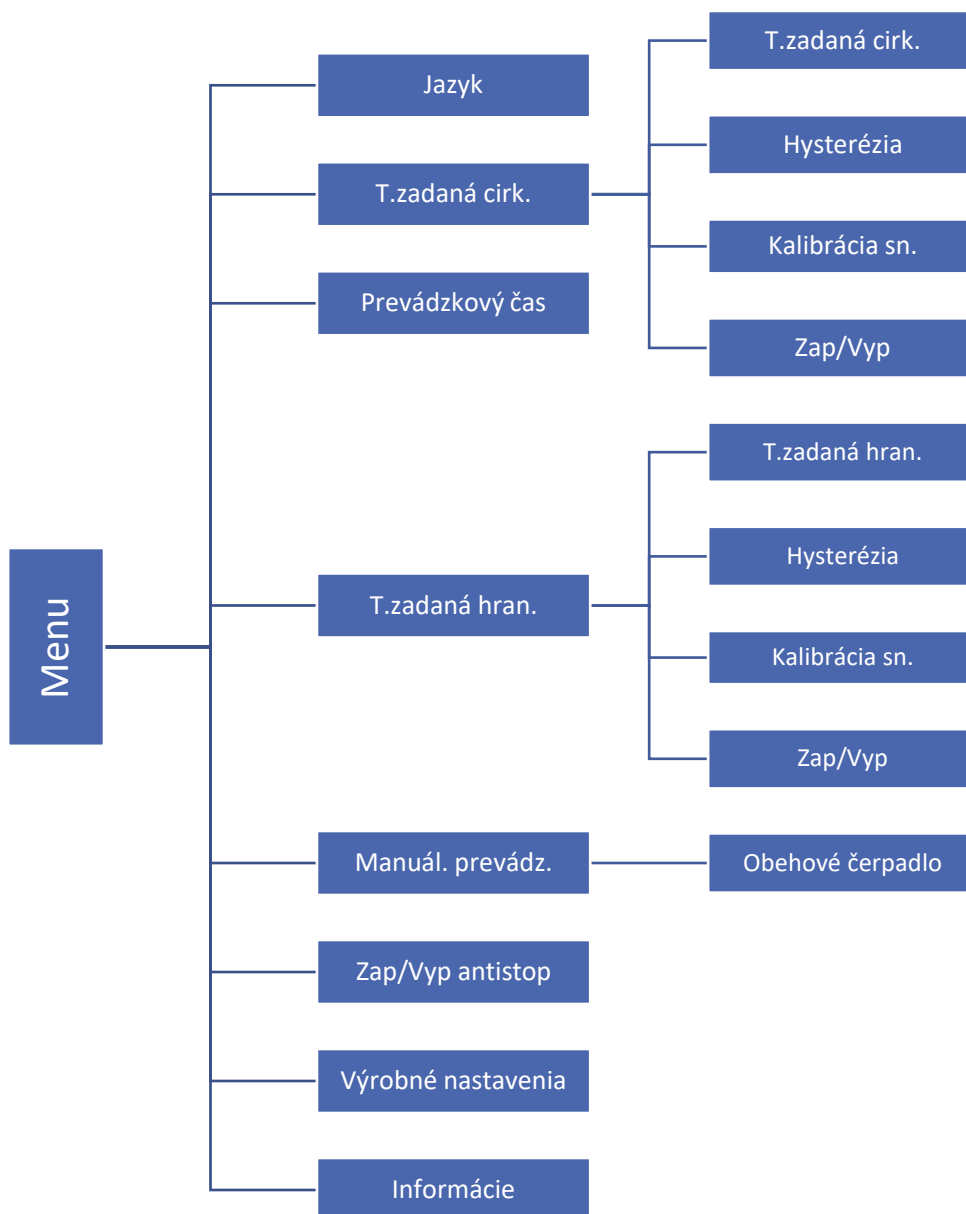 Menu
Jazyk
T.zadaná cirk.
T.zadaná cirk.
Hysterézia
Kalibrácia sn.
Zap/Vyp
Prevádzkový čas
T.zadaná hran.
T.zadaná hran.
Hysterézia
Kalibrácia sn.
Zap/Vyp
Manuál. prevádz.
Obehové čerpadlo
Zap/Vyp antistop
Výrobné nastavenia
Informácie